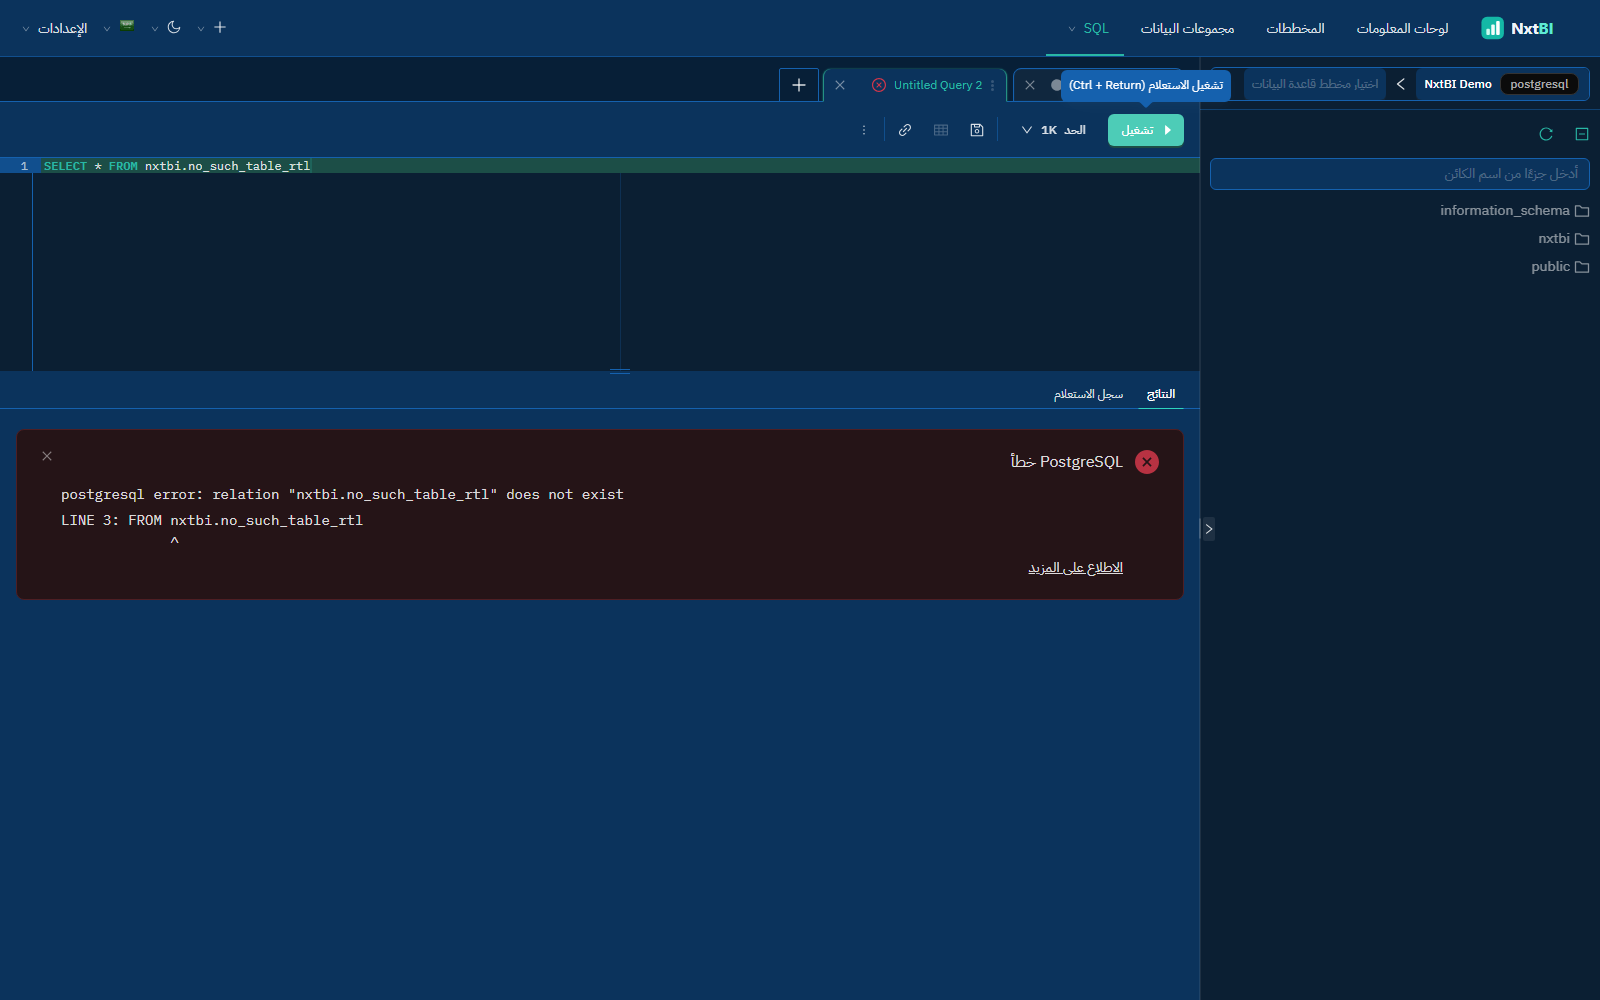 NxtBI
لوحات المعلومات
المخططات
مجموعات البيانات
SQL
الإعدادات
postgresql
NxtBI Demo
اختيار مخطط قاعدة البيانات
تشغيل الاستعلام (Ctrl + Return)
Untitled Query 2
تشغيل
الحد 1K
أدخل جزءًا من اسم الكائن
information_schema
nxtbi
public
1 SELECT * FROM nxtbi.no_such_table_rtl
النتائج
سجل الاستعلام
PostgreSQL خطأ
postgresql error: relation "nxtbi.no_such_table_rtl" does not exist
LINE 3: FROM nxtbi.no_such_table_rtl
^
الاطلاع على المزيد